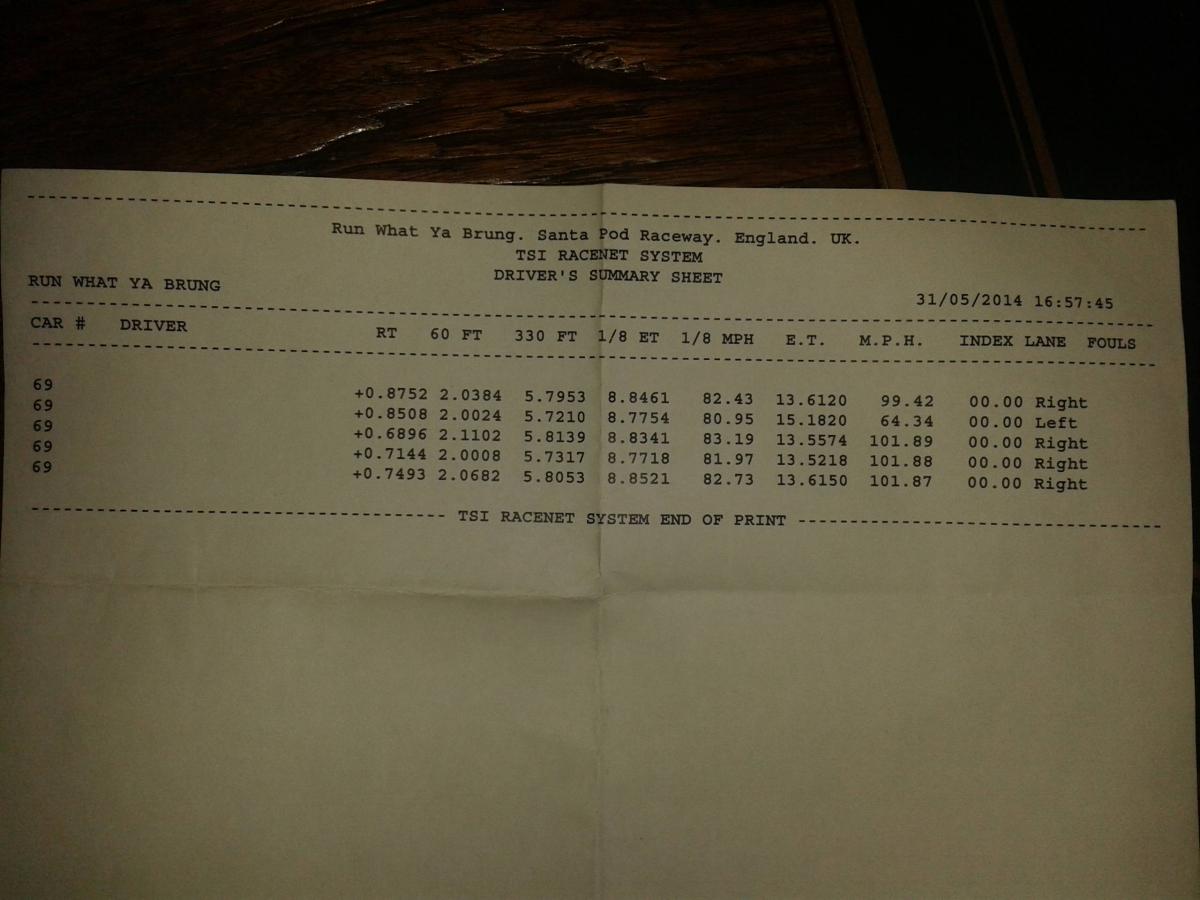 --------------------------------------------------------------------------------
Run What Ya Brung. Santa Pod Raceway. England. UK.
TSI RACENET SYSTEM
DRIVER'S SUMMARY SHEET
RUN WHAT YA BRUNG 31/05/2014 16:57:45
--------------------------------------------------------------------------------
CAR # DRIVER RT 60 FT 330 FT 1/8 ET 1/8 MPH E.T. M.P.H. INDEX LANE FOULS
--------------------------------------------------------------------------------
69 +0.8752 2.0384 5.7953 8.8461 82.43 13.6120 99.42 00.00 Right
69 +0.8508 2.0024 5.7210 8.7754 80.95 15.1820 64.34 00.00 Left
69 +0.6896 2.1102 5.8139 8.8341 83.19 13.5574 101.89 00.00 Right
69 +0.7144 2.0008 5.7317 8.7718 81.97 13.5218 101.88 00.00 Right
69 +0.7493 2.0682 5.8053 8.8521 82.73 13.6150 101.87 00.00 Right
------------------------------ TSI RACENET SYSTEM END OF PRINT ------------------------------